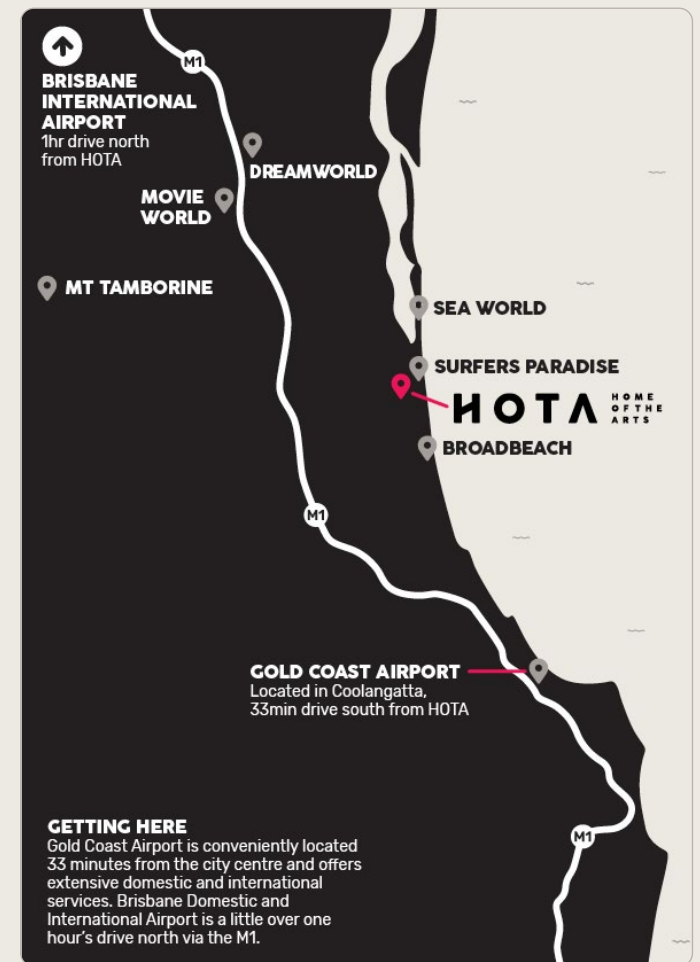 M1
BRISBANE
INTERNATIONAL
AIRPORT
1hr drive north
from HOTA
DREAMWORLD
MOVIE
WORLD
MT TAMBORINE
SEA WORLD
SURFERS PARADISE
HOTA
HOME
OF THE
ARTS
BROADBEACH
M1
GOLD COAST AIRPORT
Located in Coolangatta,
33min drive south from HOTA
M1
GETTING HERE
Gold Coast Airport is conveniently located
33 minutes from the city centre and offers
extensive domestic and international
services. Brisbane Domestic and
International Airport is a little over one
hour's drive north via the M1.